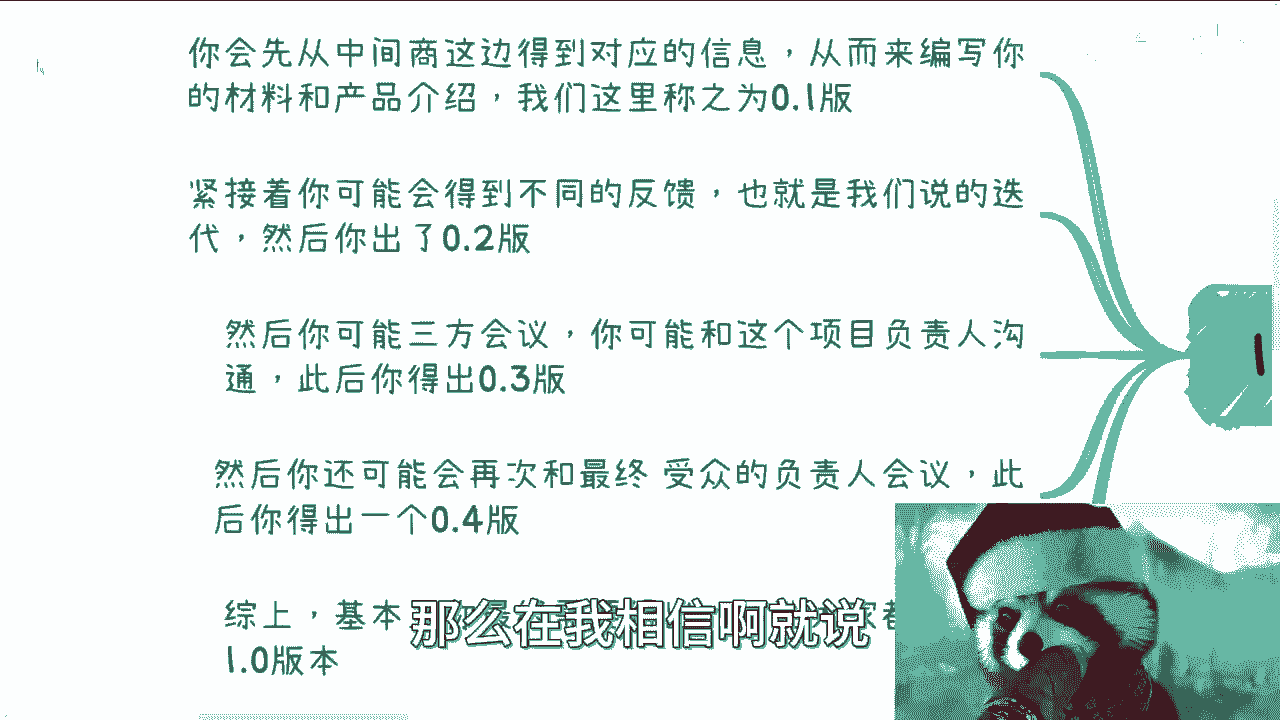 你会先从中间商这边得到对应的信息，从而来编写你
的材料和产品介绍，我们这里称之为0.1版
紧接着你可能会得到不同的反馈，也就是我们说的迭
代，然后你出了0.2版
然后你可能三方会议，你可能和这个项目负责人沟
通，此后你得出0.3版
然后你还可能会再次和最终 受众的负责人会议，此
后你得出一个0.4版
综上，基本
1.0版本
那么在我相信啊就说